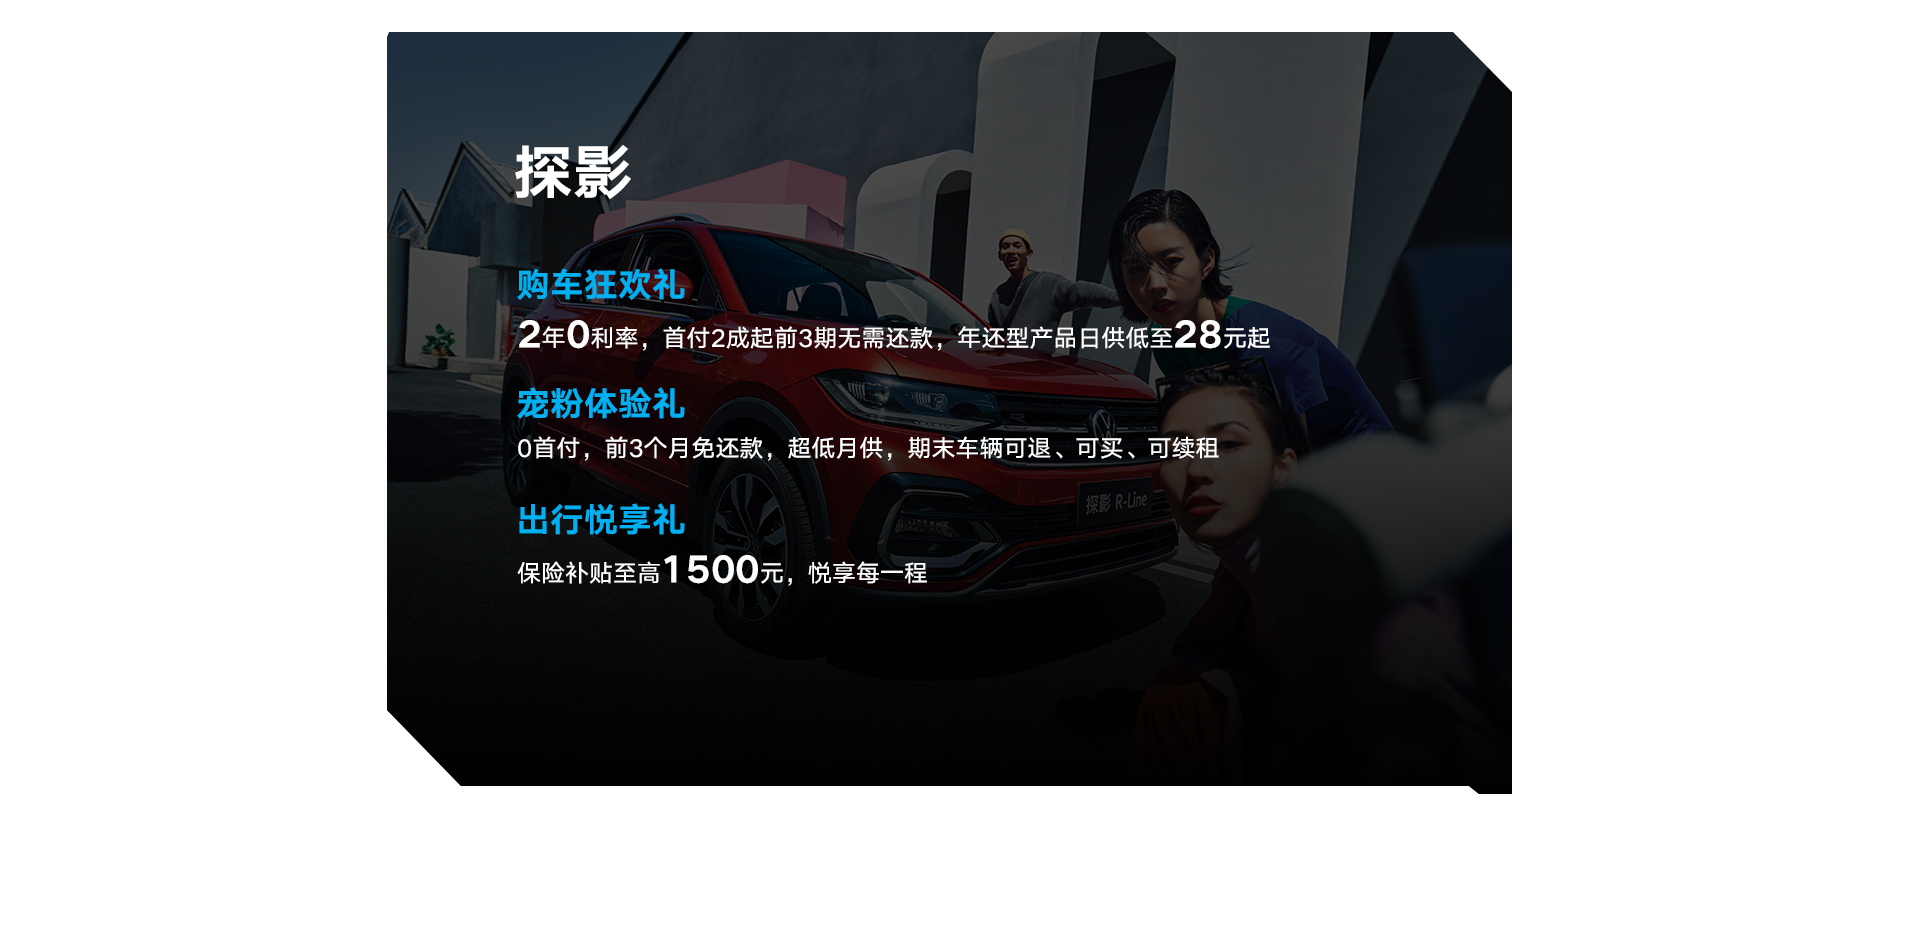 探影
购车狂欢礼
2年0利率，首付2成起前3期无需还款，年还型产品日供低至28元起
宠粉体验礼
0首付，前3个月免还款，超低月供，期末车辆可退、可买、可续租
探影 R-Line
出行悦享礼
保险补贴至高1500元，悦享每一程